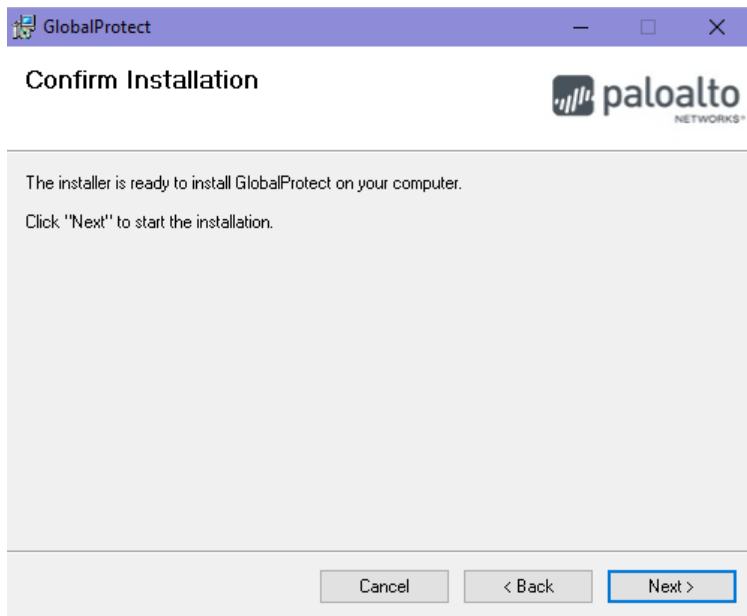 GlobalProtect
Confirm Installation
paloalto
NETWORKS®
The installer is ready to install GlobalProtect on your computer.
Click "Next" to start the installation.
Cancel
< Back
Next >